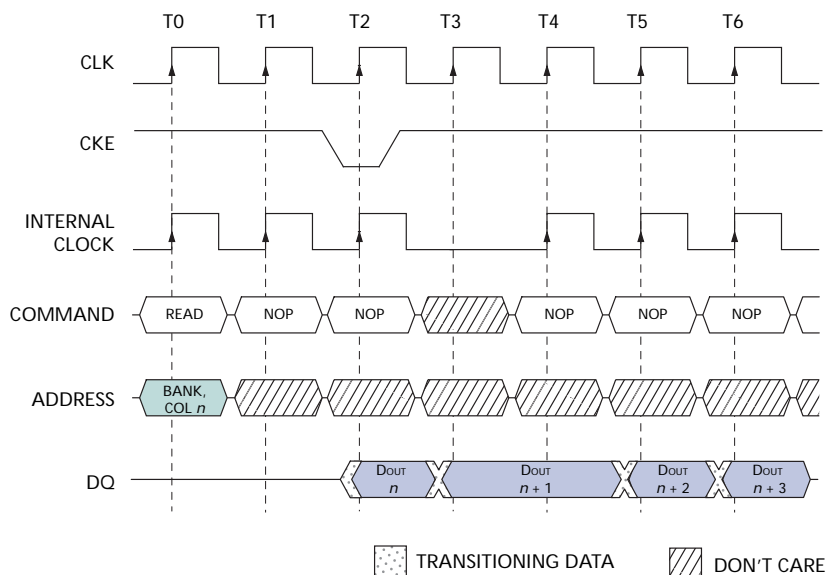 T0 T1 T2 T3 T4 T5 T6
CLK
CKE
INTERNAL
CLOCK
COMMAND READ NOP NOP NOP NOP NOP
ADDRESS BANK,
COL n
DQ DOUT DOUT DOUT DOUT
n n + 1 n + 2 n + 3
TRANSITIONING DATA DON'T CARE